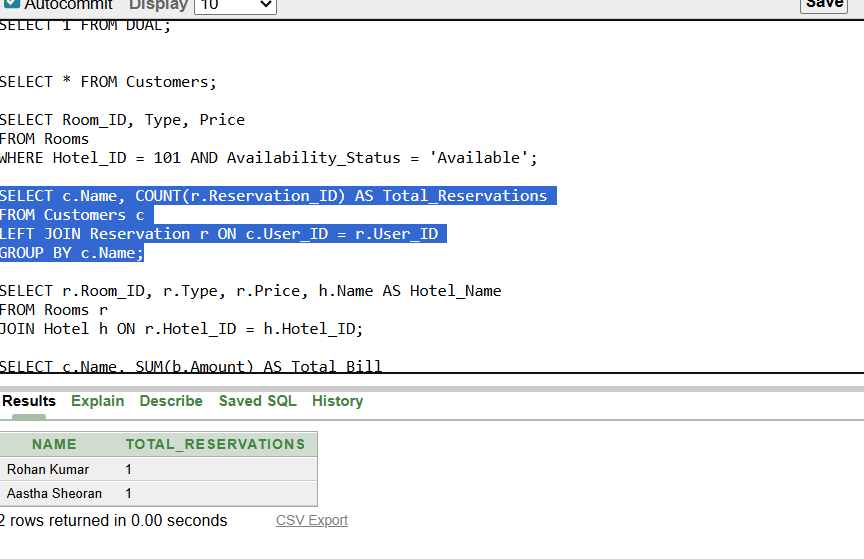 Autocommit Display 10 Save
SELECT 1 FROM DUAL;
SELECT * FROM Customers;
SELECT Room_ID, Type, Price
FROM Rooms
WHERE Hotel_ID = 101 AND Availability_Status = 'Available';
SELECT c.Name, COUNT(r.Reservation_ID) AS Total_Reservations
FROM Customers c
LEFT JOIN Reservation r ON c.User_ID = r.User_ID
GROUP BY c.Name;
SELECT r.Room_ID, r.Type, r.Price, h.Name AS Hotel_Name
FROM Rooms r
JOIN Hotel h ON r.Hotel_ID = h.Hotel_ID;
SELECT c.Name, SUM(b.Amount) AS Total_Bill
Results Explain Describe Saved SQL History
NAME TOTAL_RESERVATIONS
Rohan Kumar 1
Aastha Sheoran 1
2 rows returned in 0.00 seconds CSV Export